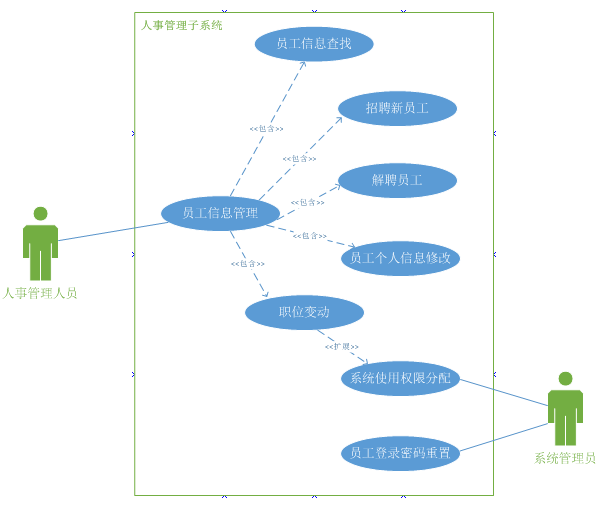 人事管理子系统
员工信息查找
招聘新员工
<<包含>>
<<包含>>
解聘员工
<<包含>>
员工信息管理
<<包含>>
员工个人信息修改
<<包含>>
人事管理人员
职位变动
<<扩展>>
系统使用权限分配
员工登录密码重置
系统管理员